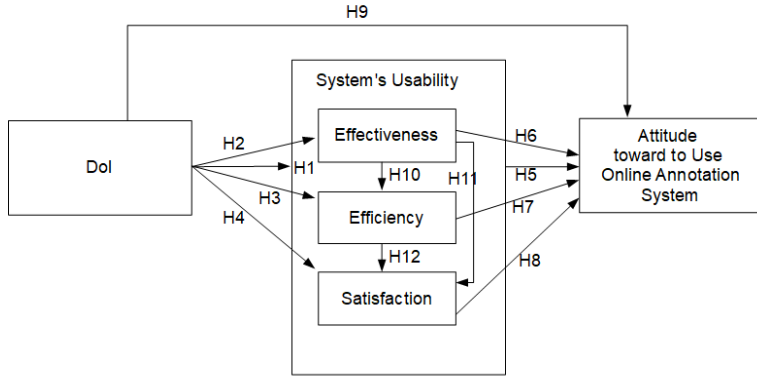 H9
System's Usability
DoI
H2
H1
H3
H4
Effectiveness
H10
H11
Efficiency
H12
Satisfaction
H6
H5
H7
H8
Attitude
toward to Use
Online Annotation
System